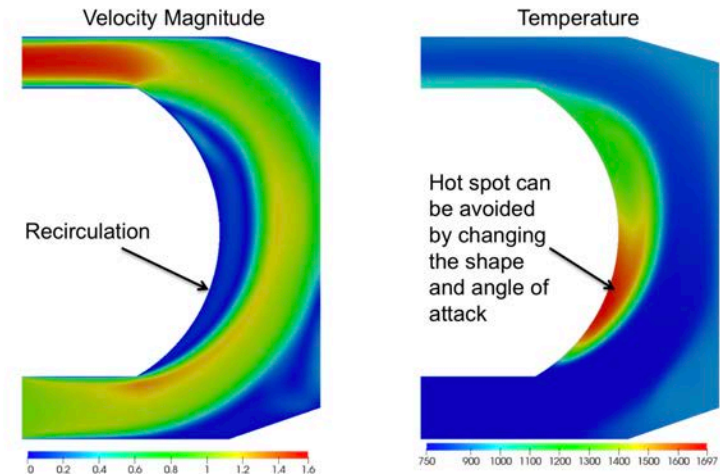 Velocity Magnitude
Temperature
Recirculation
Hot spot can
be avoided
by changing
the shape
and angle of
attack
0 0.2 0.4 0.6 0.8 1 1.2 1.4 1.6
750 900 1000 1100 1200 1300 1400 1500 1697